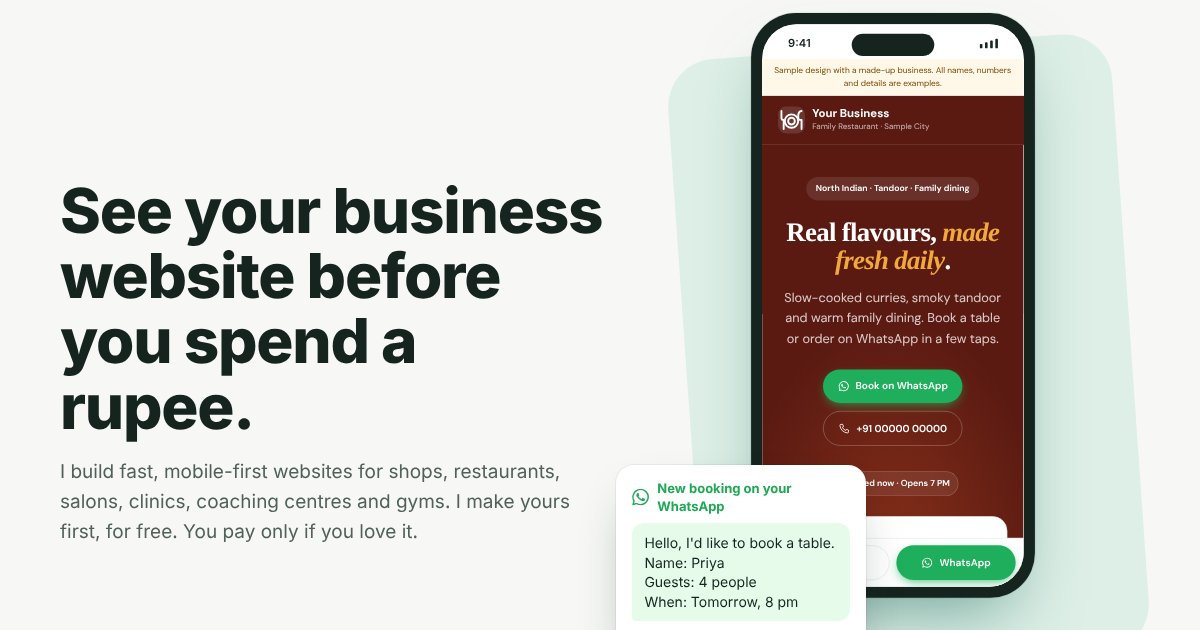 See your business
website before
you spend a
rupee.
I build fast, mobile-first websites for shops, restaurants,
salons, clinics, coaching centres and gyms. I make yours
first, for free. You pay only if you love it.
9:41
Sample design with a made-up business. All names, numbers
and details are examples.
Your Business
Family Restaurant · Sample City
North Indian · Tandoor · Family dining
Real flavours, made
fresh daily.
Slow-cooked curries, smoky tandoor
and warm family dining. Book a table
or order on WhatsApp in a few taps.
Book on WhatsApp
+91 00000 00000
now · Opens 7 PM
WhatsApp
New booking on your
WhatsApp
Hello, I'd like to book a table.
Name: Priya
Guests: 4 people
When: Tomorrow, 8 pm